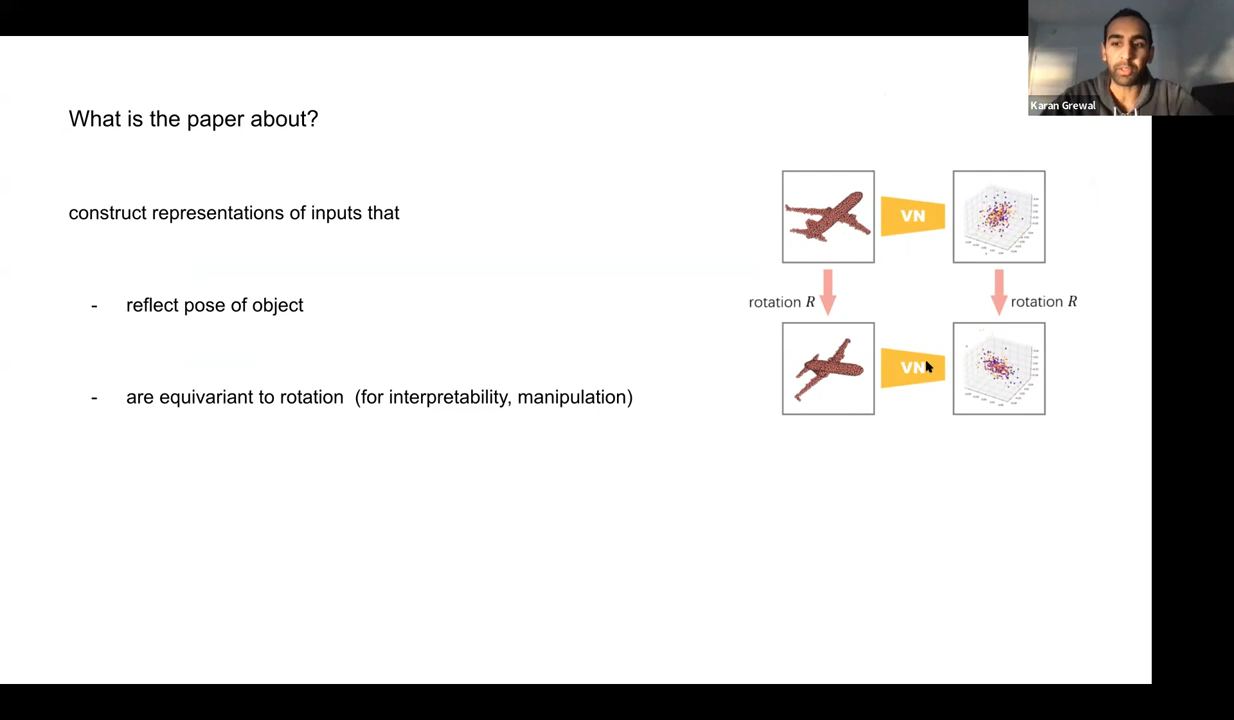 Karan Grewal
What is the paper about?
construct representations of inputs that
- reflect pose of object
- are equivariant to rotation (for interpretability, manipulation)
VN
rotation R
rotation R
VN